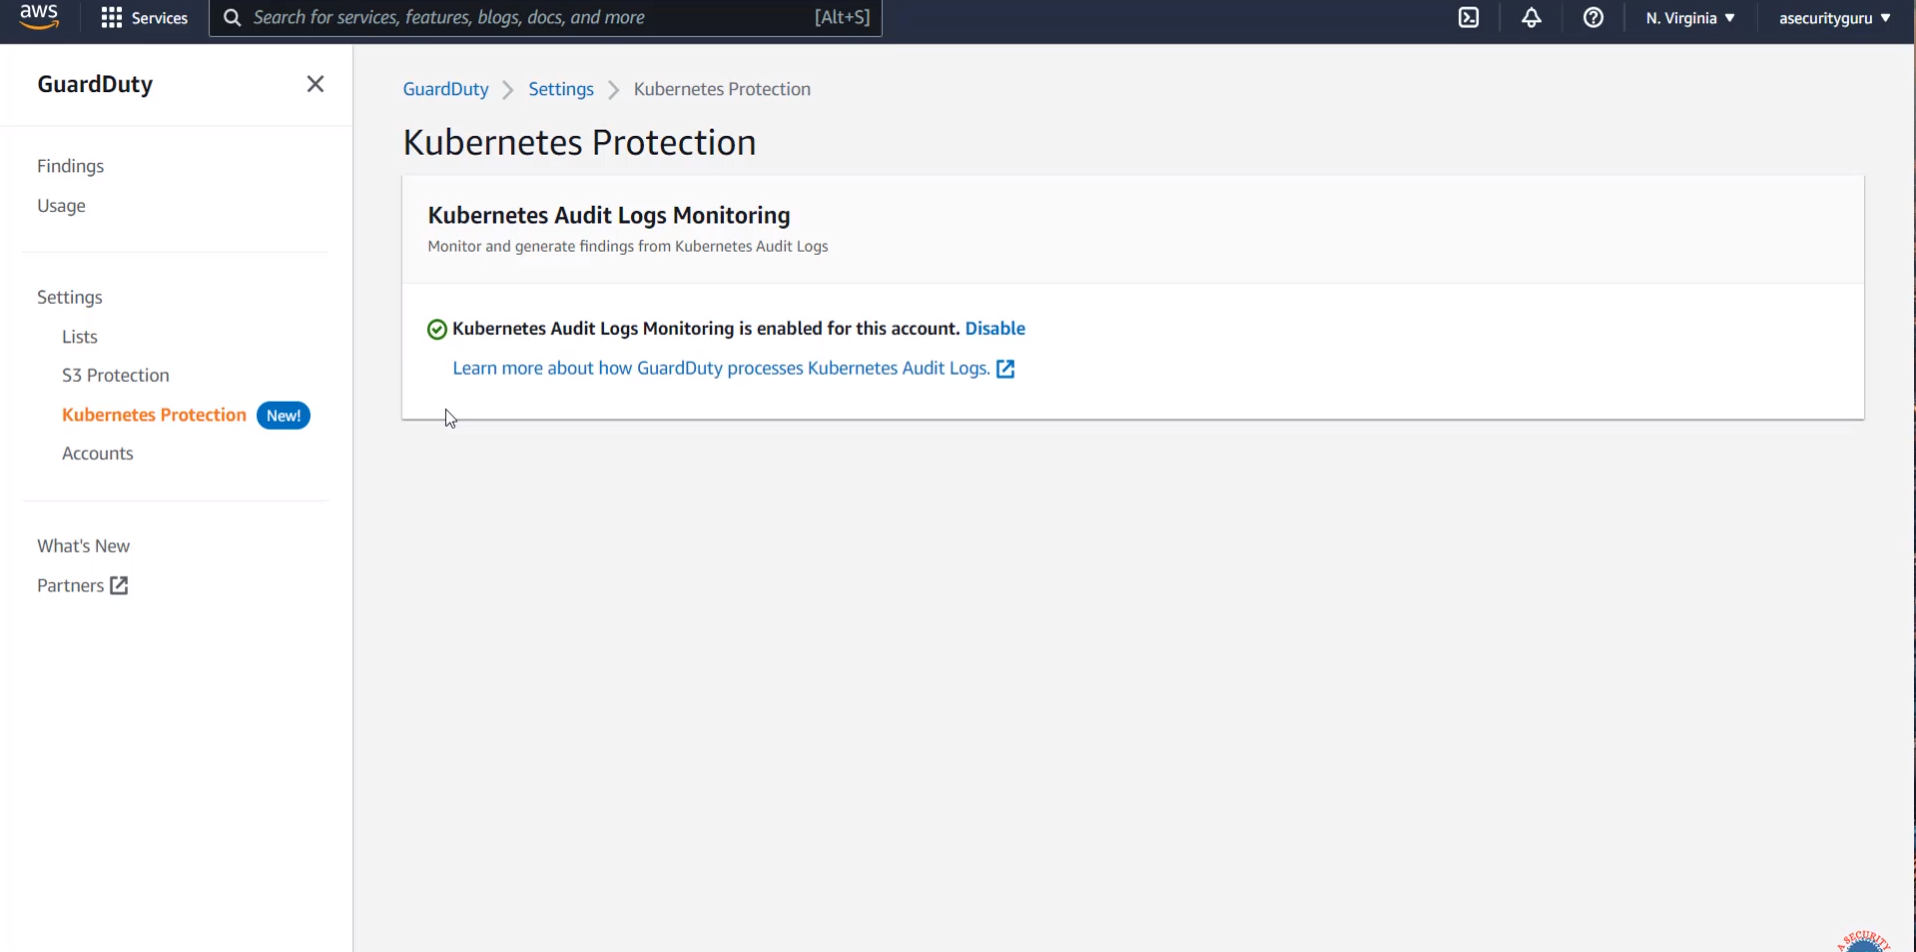 aws
Services
Search for services, features, blogs, docs, and more
[Alt+S]
N. Virginia
asecurityguru
GuardDuty
Findings
Usage
Settings
Lists
S3 Protection
Kubernetes Protection New!
Accounts
What's New
Partners
GuardDuty
Settings
Kubernetes Protection
Kubernetes Protection
Kubernetes Audit Logs Monitoring
Monitor and generate findings from Kubernetes Audit Logs
Kubernetes Audit Logs Monitoring is enabled for this account. Disable
Learn more about how GuardDuty processes Kubernetes Audit Logs.
A SECURITY